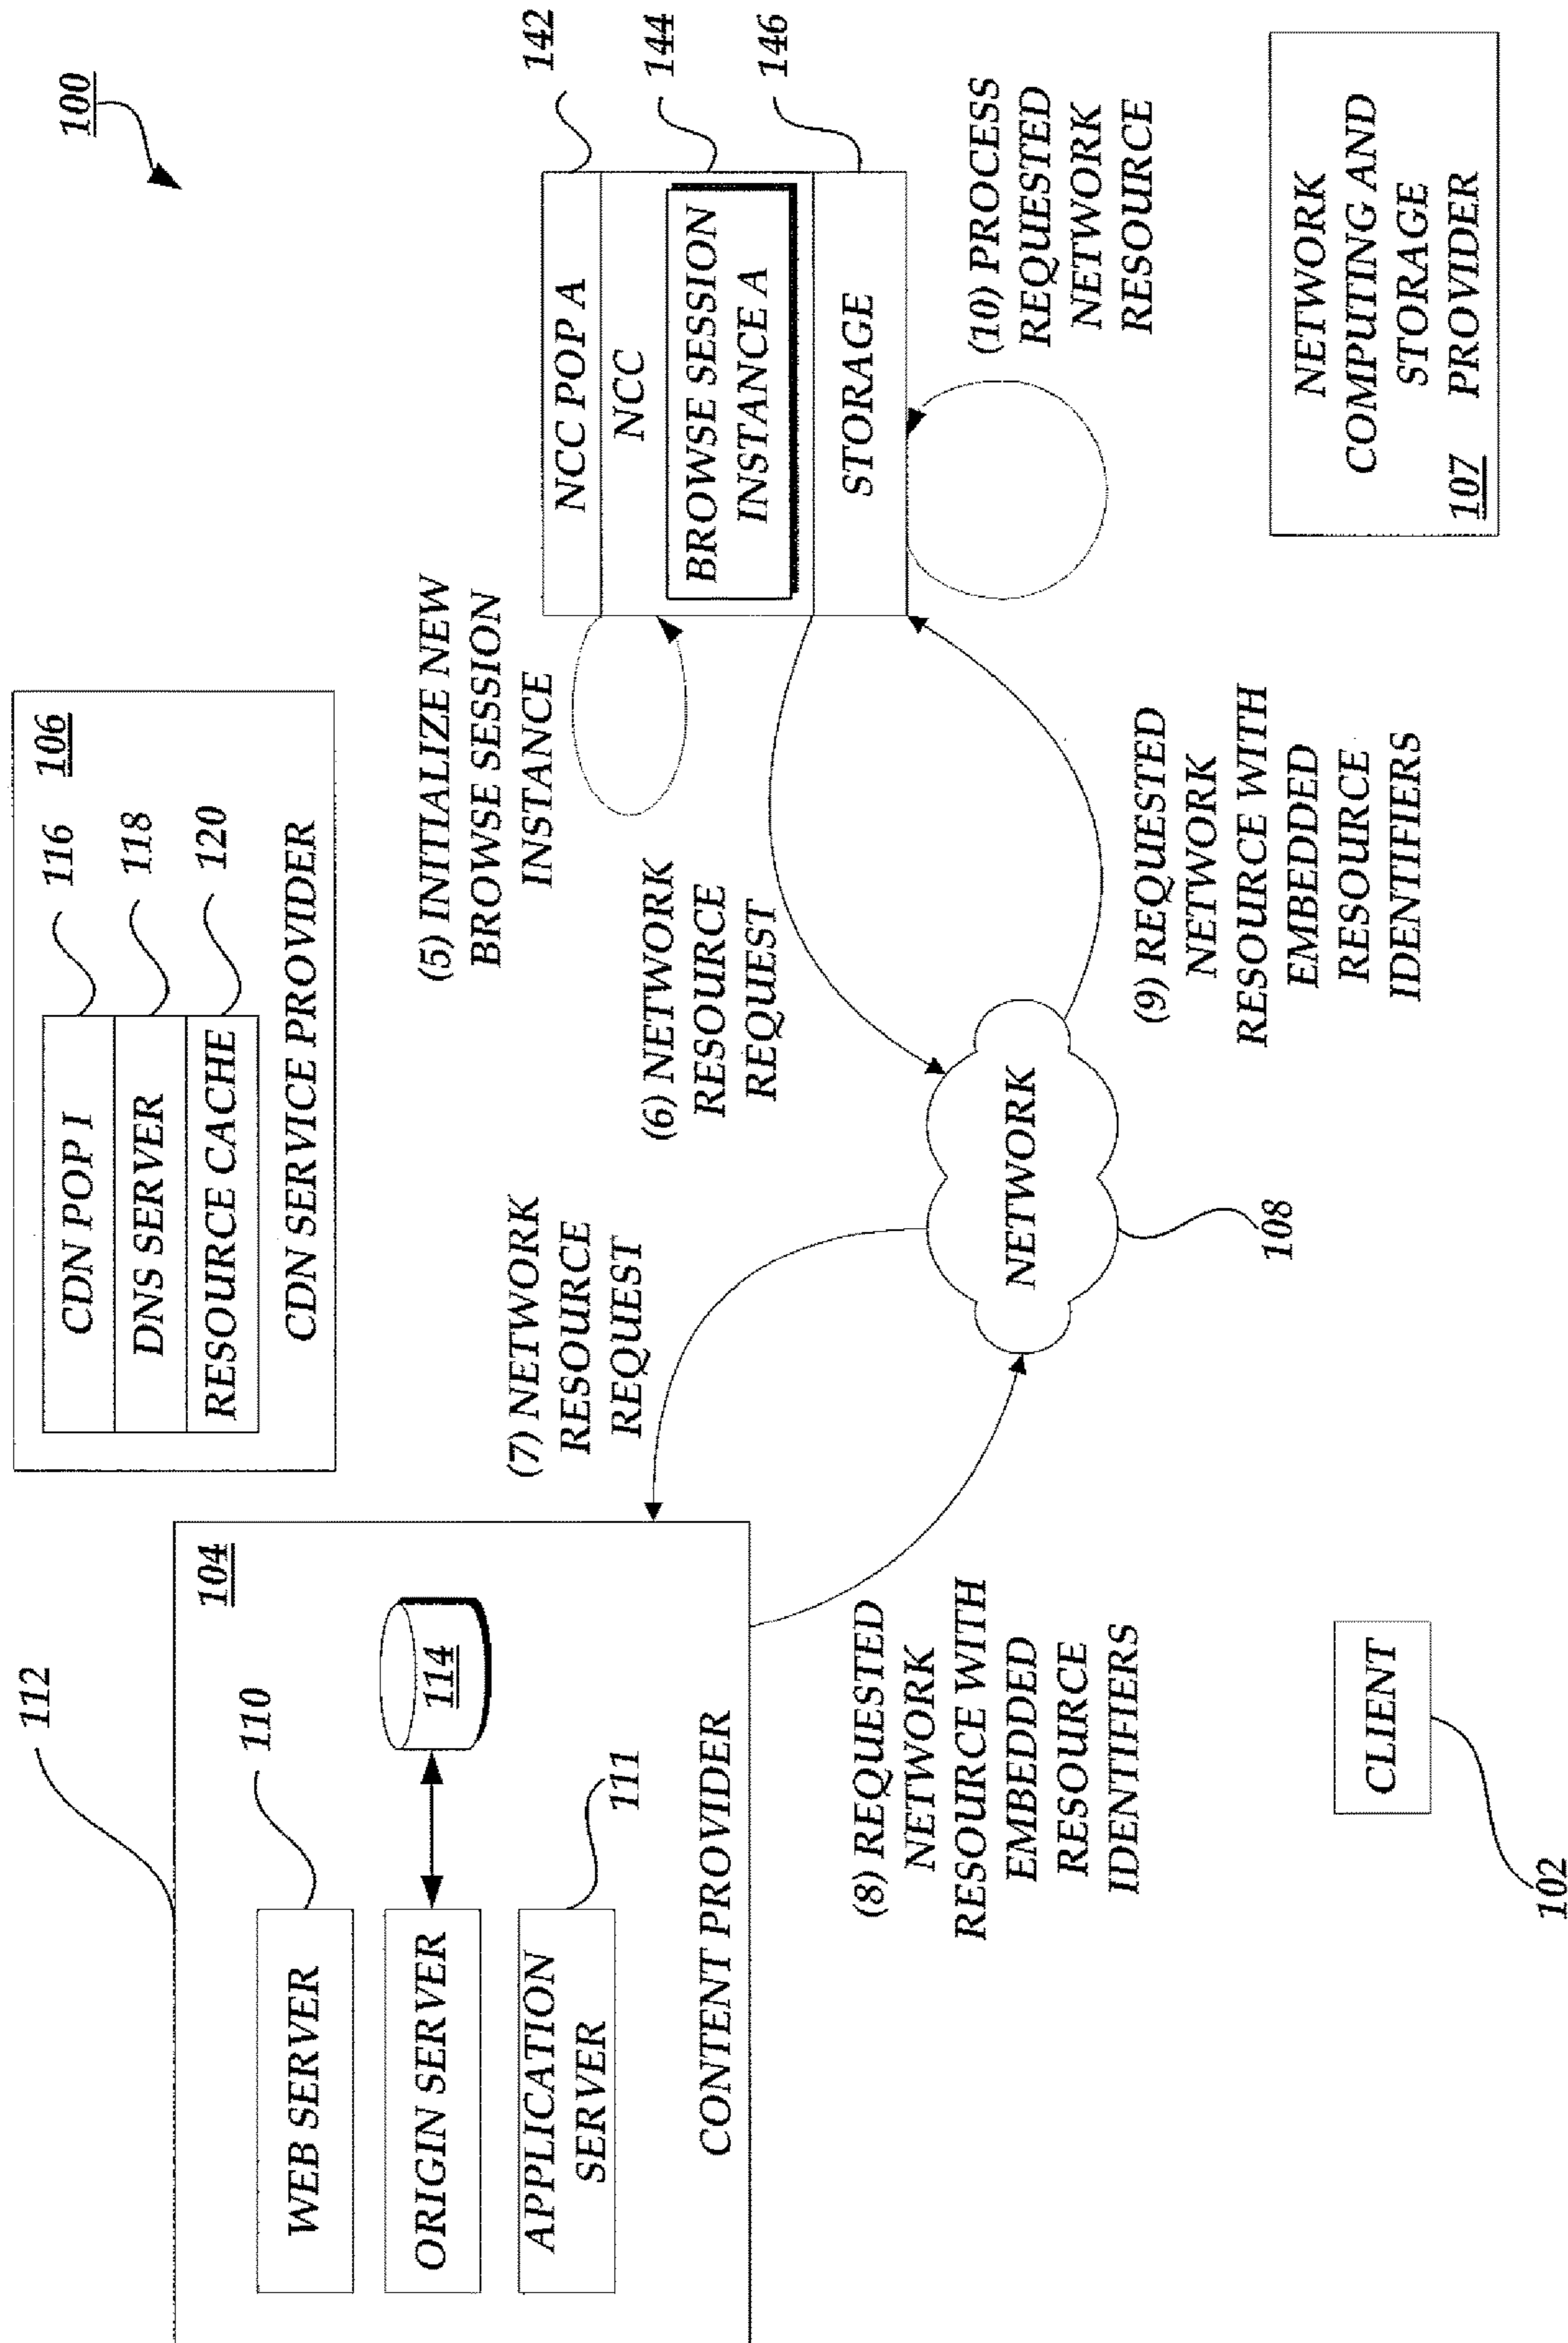 100
112
104
110
WEB SERVER
ORIGIN SERVER
114
APPLICATION
SERVER
111
CONTENT PROVIDER
106
116
118
120
CDN POP I
DNS SERVER
RESOURCE CACHE
CDN SERVICE PROVIDER
(5) INITIALIZE NEW
BROWSE SESSION
INSTANCE
142
144
146
NCC POP A
NCC
BROWSE SESSION
INSTANCE A
STORAGE
(6) NETWORK
RESOURCE
REQUEST
(7) NETWORK
RESOURCE
REQUEST
(8) REQUESTED
NETWORK
RESOURCE WITH
EMBEDDED
RESOURCE
IDENTIFIERS
NETWORK
108
(9) REQUESTED
NETWORK
RESOURCE WITH
EMBEDDED
RESOURCE
IDENTIFIERS
(10) PROCESS
REQUESTED
NETWORK
RESOURCE
CLIENT
102
NETWORK
COMPUTING AND
STORAGE
107 PROVIDER